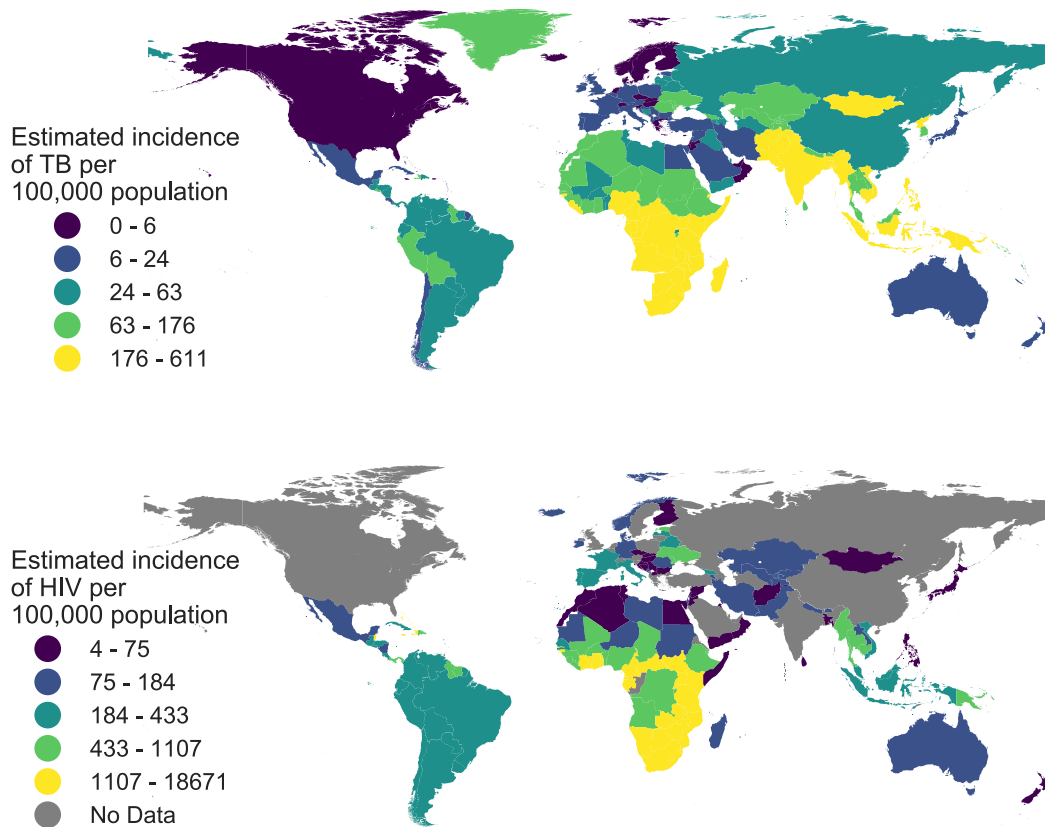 Estimated incidence
of TB per
100,000 population
0 - 6
6 - 24
24 - 63
63 - 176
176 - 611
Estimated incidence
of HIV per
100,000 population
4 - 75
75 - 184
184 - 433
433 - 1107
1107 - 18671
No Data